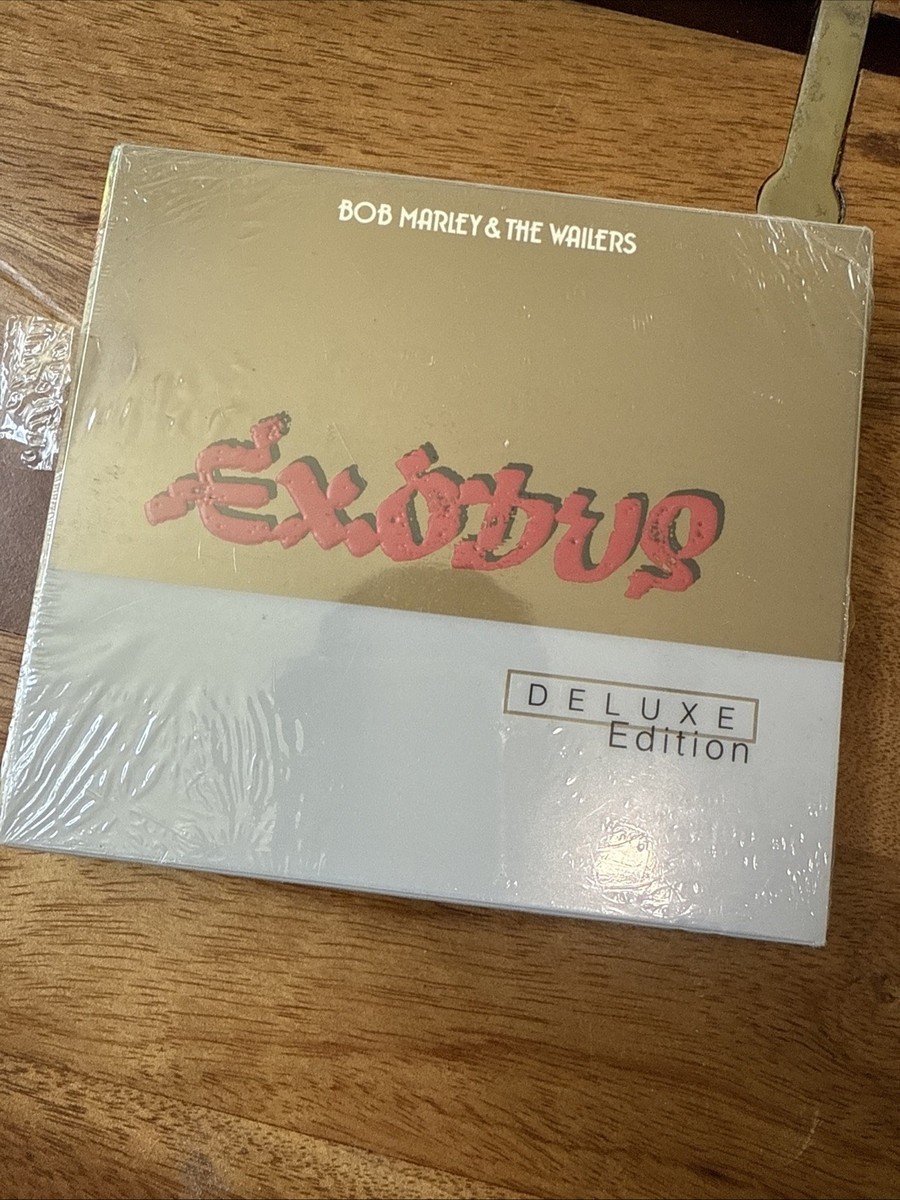 BOB MARLEY & THE WAILERS
Exodus
DELUXE
Edition